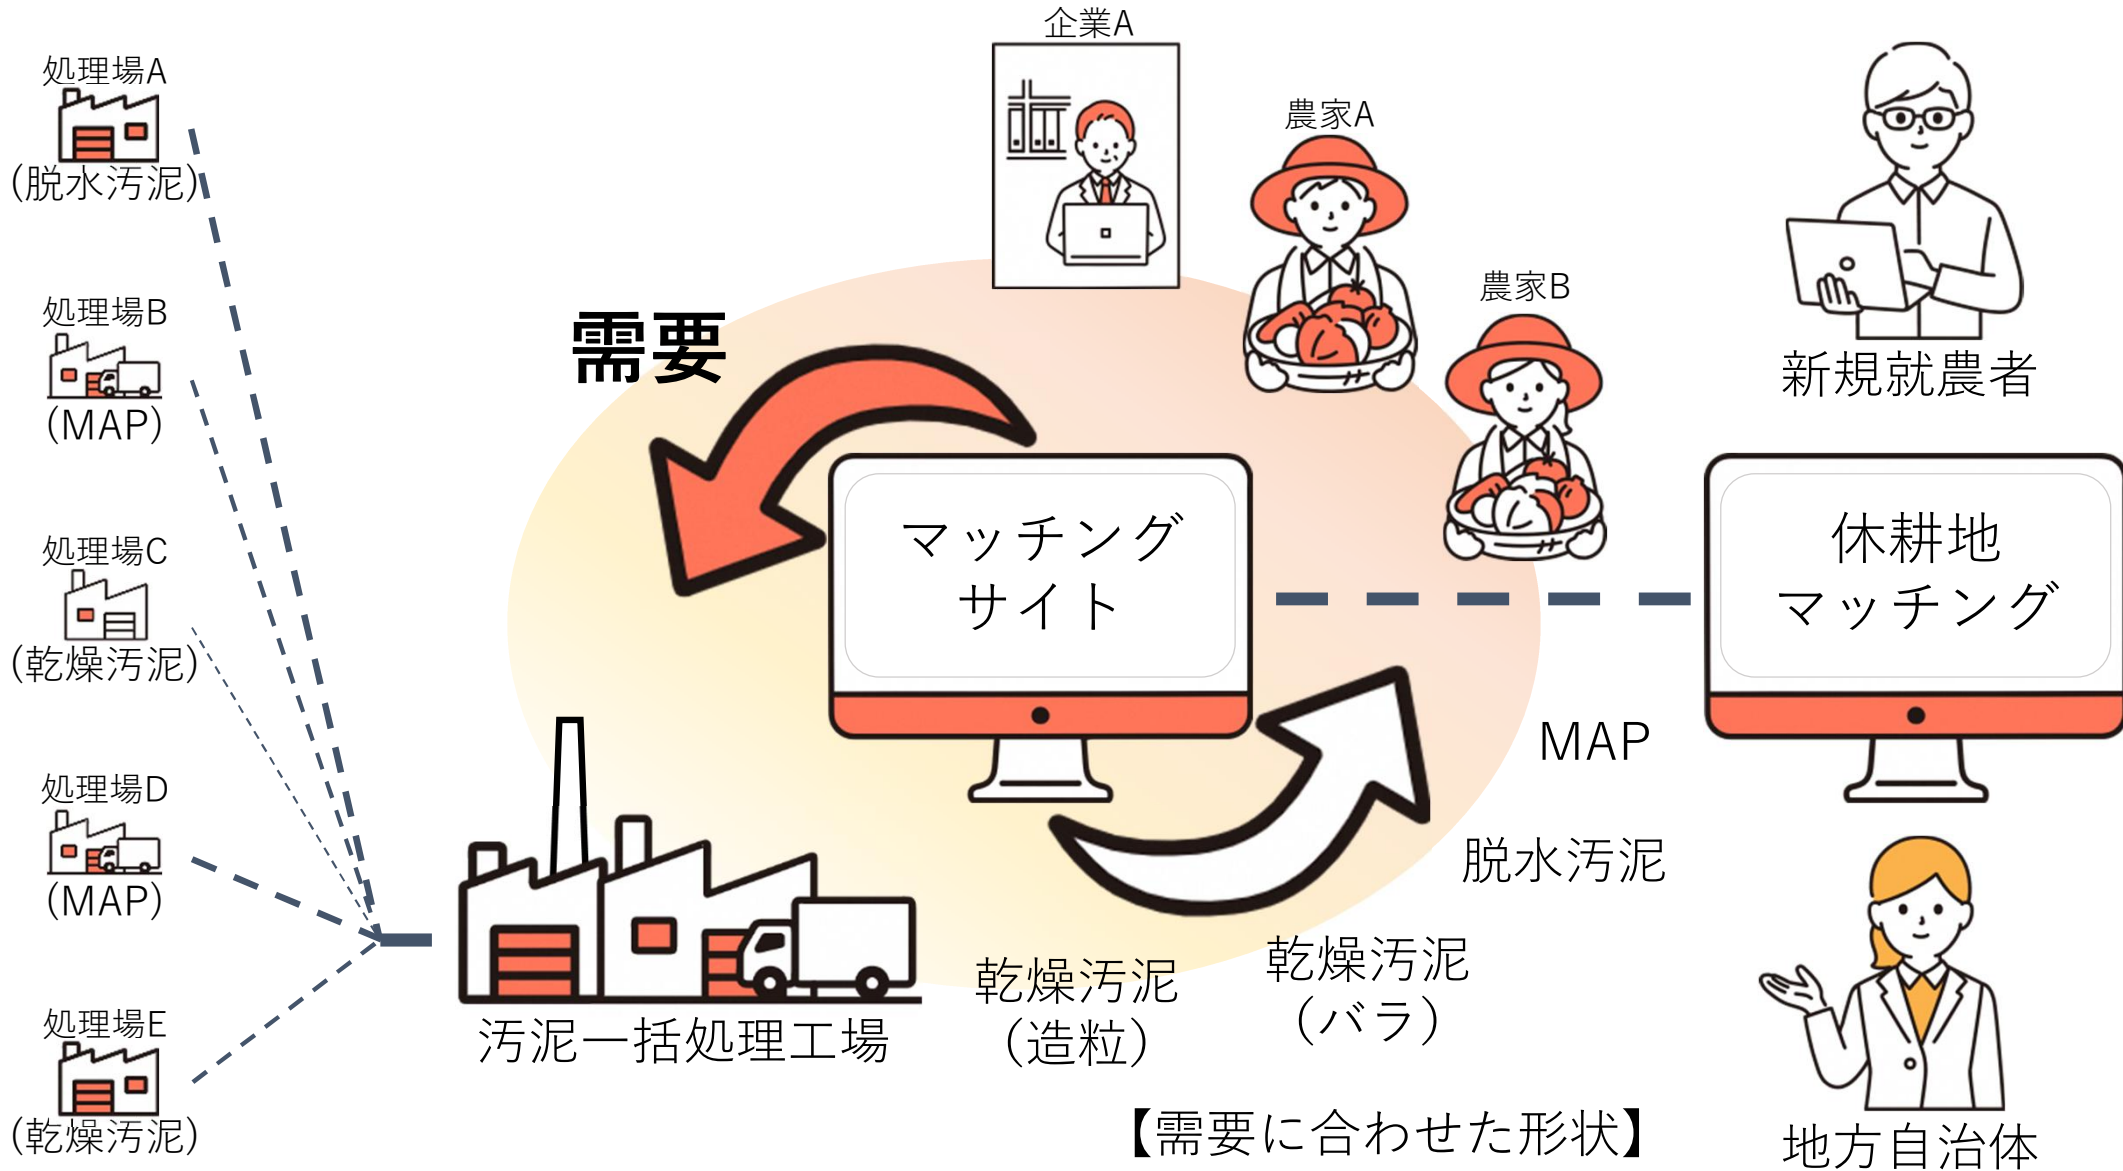 処理場A
(脱水汚泥)
処理場B
(MAP)
処理場C
(乾燥汚泥)
処理場D
(MAP)
処理場E
(乾燥汚泥)
企業A
農家A
農家B
需要
マッチング
サイト
新規就農者
休耕地
マッチング
地方自治体
汚泥一括処理工場
MAP
脱水汚泥
乾燥汚泥
(バラ)
乾燥汚泥
(造粒)
【需要に合わせた形状】